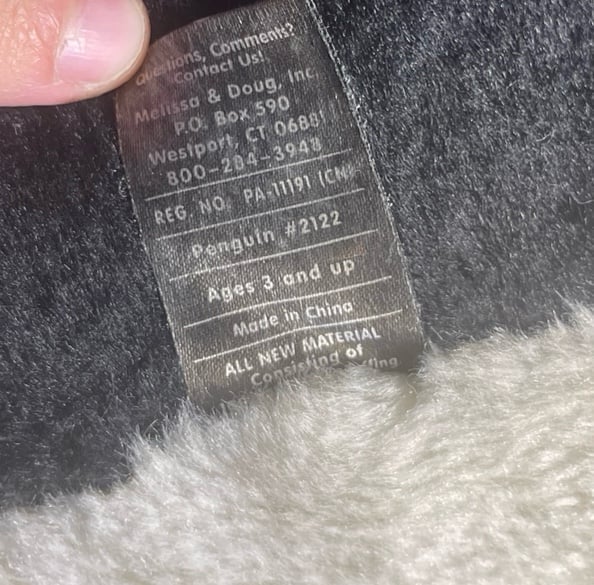 Questions, Comments?
Contact Us!
Melissa & Doug, Inc.
P.O. Box 590
Westport, CT 06881
800-284-3948
REG. NO. PA-11191 (CN)
Penguin #2122
Ages 3 and up
Made in China
ALL NEW MATERIAL
Consisting of